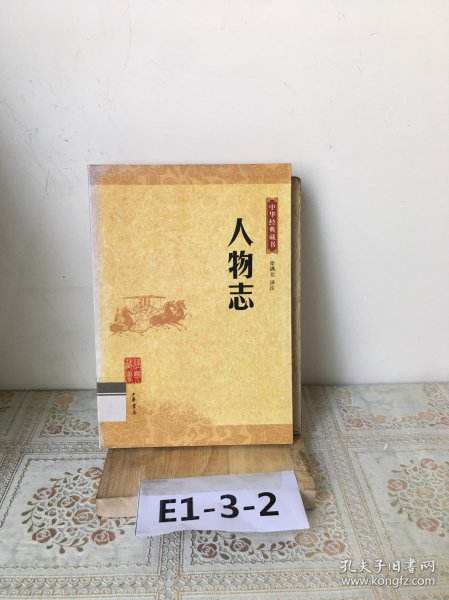 中华经典藏书
人物志
梁满仓 译注
中华书局
E1-3-2
孔夫子旧书网
www.kongfz.com